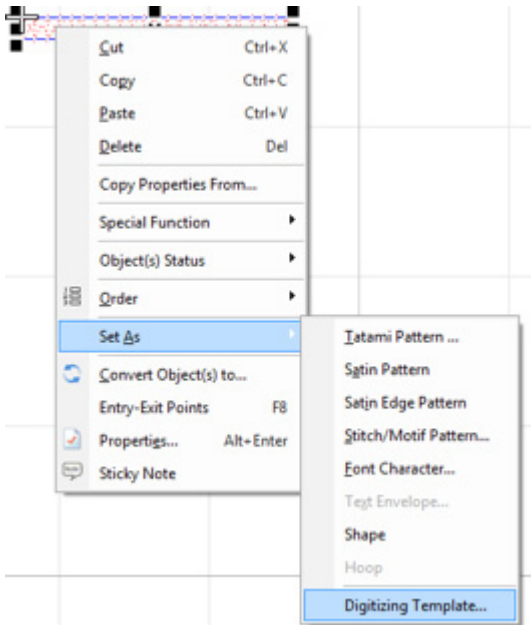 Cut Ctrl+X
Copy Ctrl+C
Paste Ctrl+V
Delete Del
Copy Properties From...
Special Function
Object(s) Status
Order
Set As
Convert Object(s) to...
Entry-Exit Points F8
Properties... Alt+Enter
Sticky Note
Tatami Pattern ...
Satin Pattern
Satin Edge Pattern
Stitch/Motif Pattern...
Font Character...
Text Envelope...
Shape
Hoop
Digitizing Template...